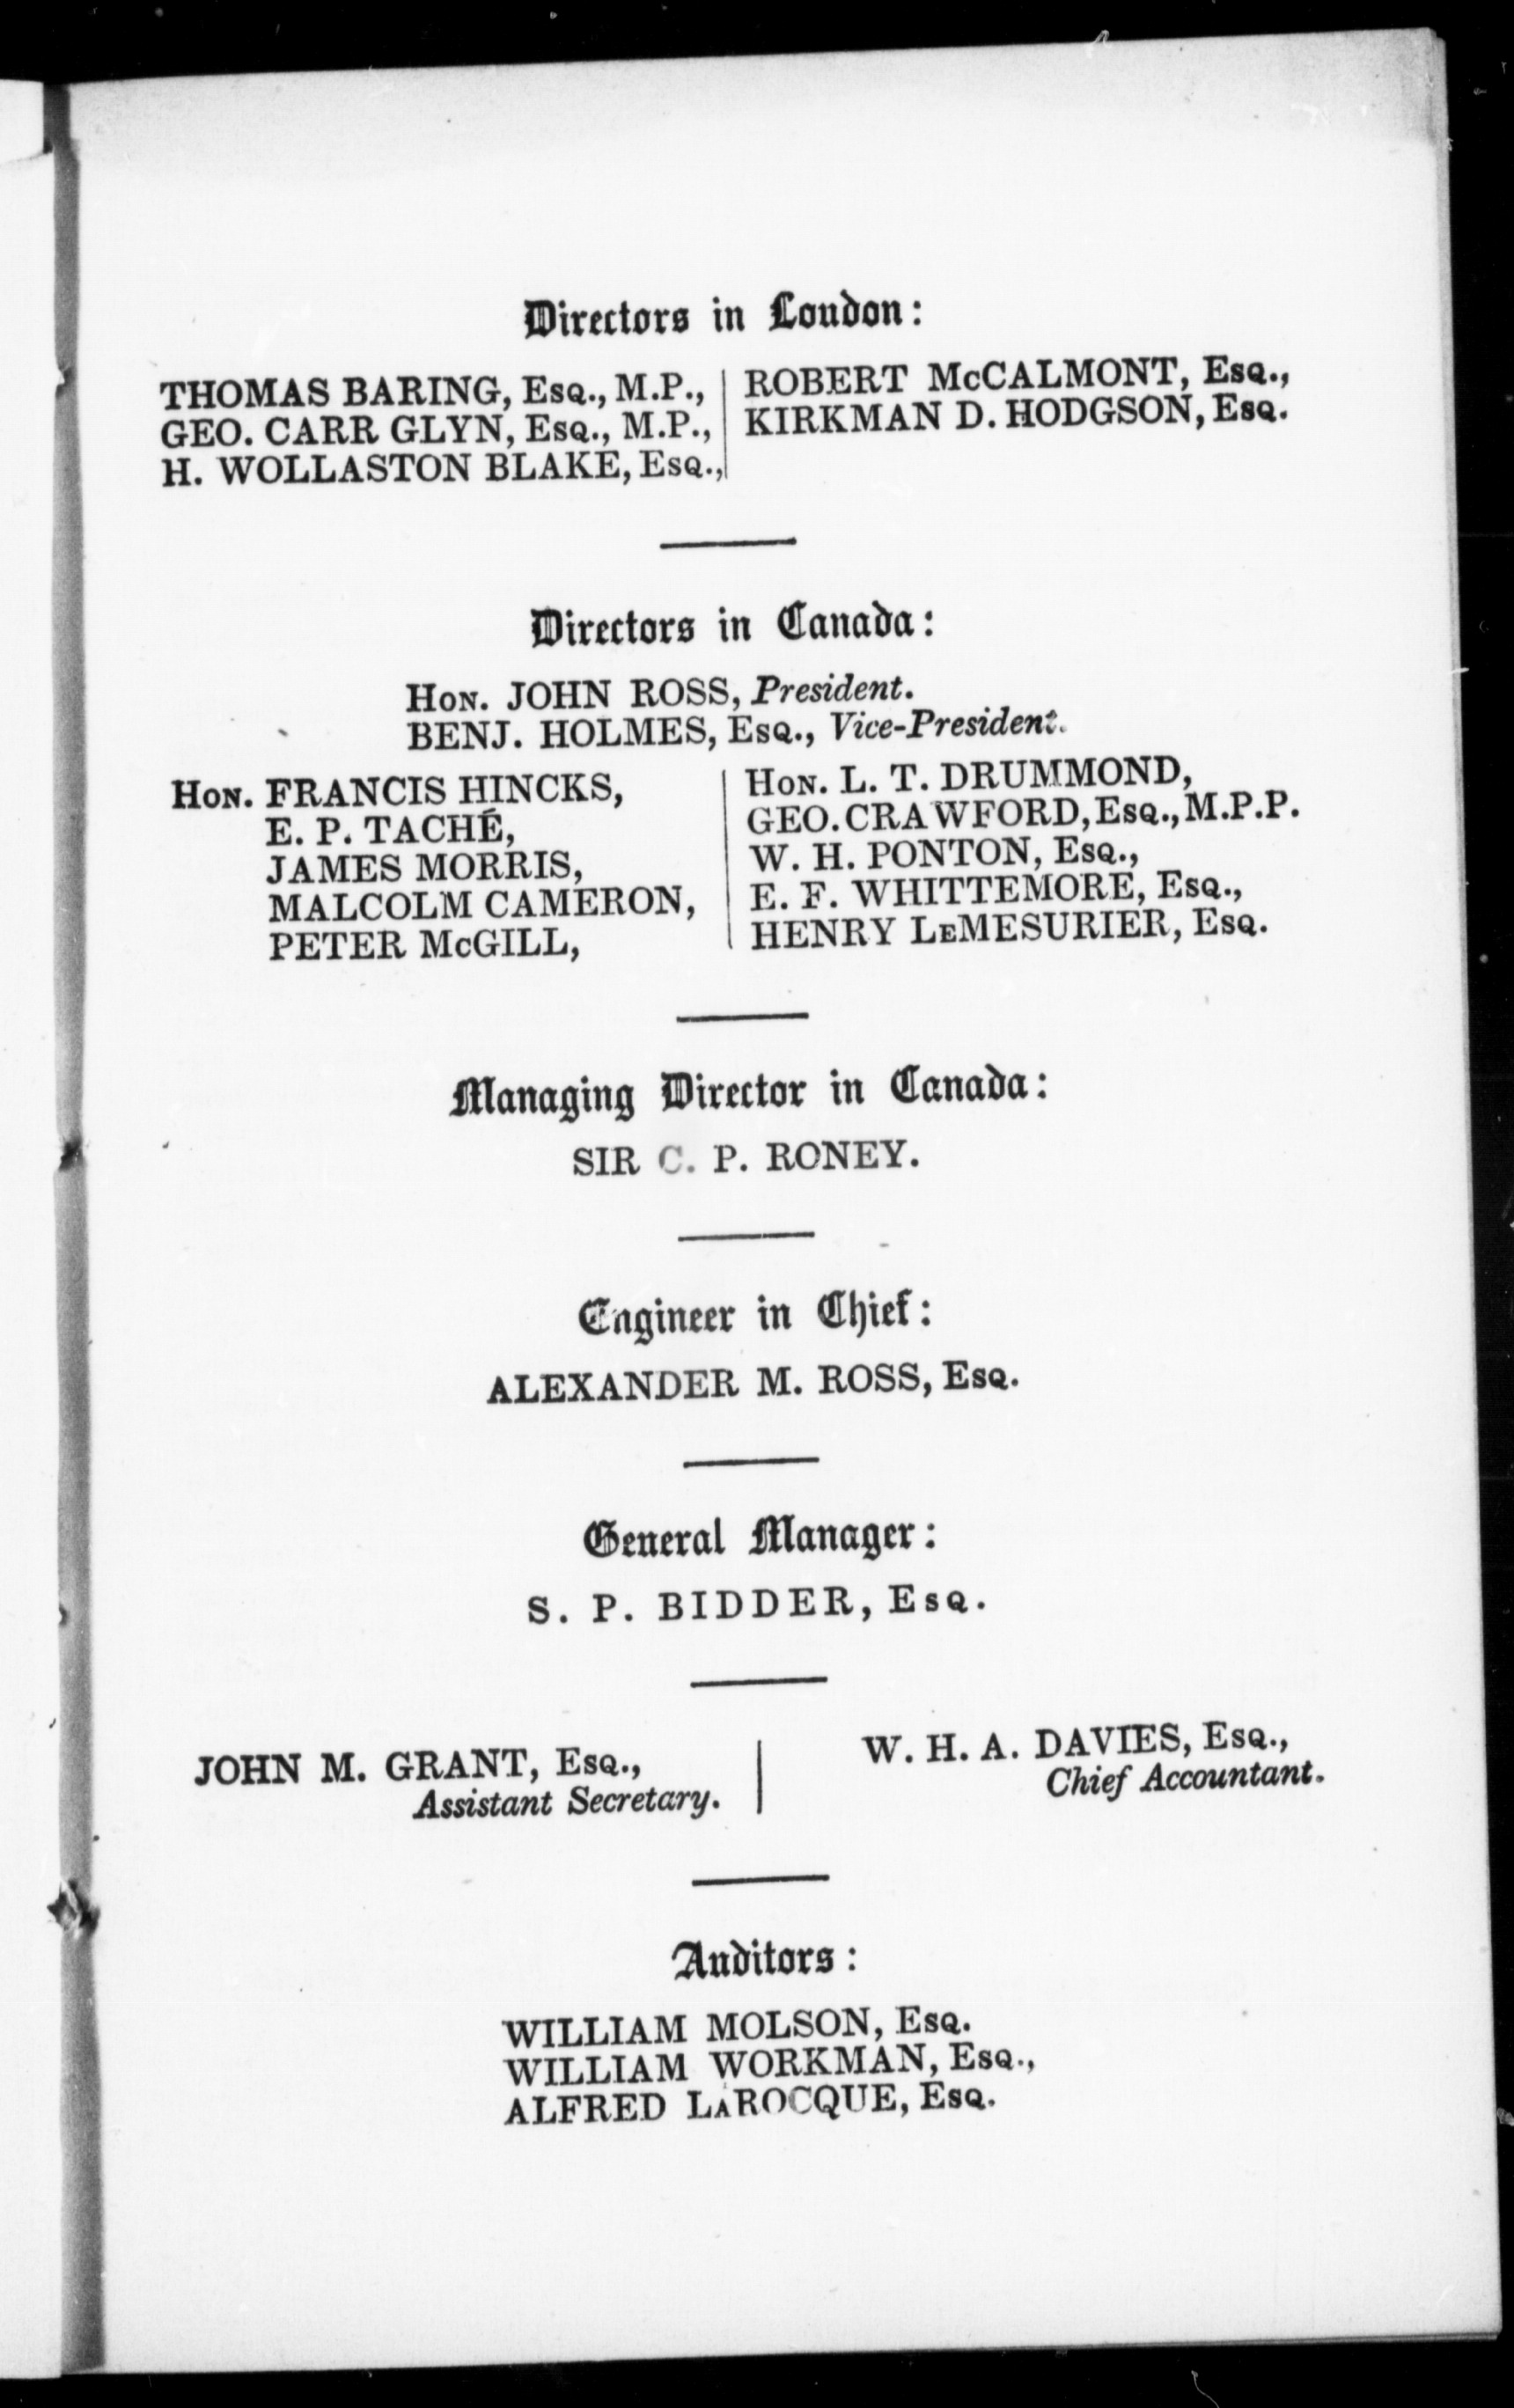 Directors in London:
THOMAS BARING, Esq., M.P.,
GEO. CARR GLYN, Esq., M.P.,
H. WOLLASTON BLAKE, Esq.,
ROBERT McCALMONT, Esq.,
KIRKMAN D. HODGSON, Esq.
Directors in Canada:
Hon. JOHN ROSS, President.
BENJ. HOLMES, Esq., Vice-President.
Hon. FRANCIS HINCKS,
E. P. TACHÉ,
JAMES MORRIS,
MALCOLM CAMERON,
PETER McGILL,
Hon. L. T. DRUMMOND,
GEO. CRAWFORD, Esq., M.P.P.
W. H. PONTON, Esq.,
E. F. WHITTEMORE, Esq.,
HENRY LeMESURIER, Esq.
Managing Director in Canada:
SIR C. P. RONEY.
Engineer in Chief:
ALEXANDER M. ROSS, Esq.
General Manager:
S. P. BIDDER, Esq.
JOHN M. GRANT, Esq.,
Assistant Secretary.
W. H. A. DAVIES, Esq.,
Chief Accountant.
Auditors:
WILLIAM MOLSON, Esq.
WILLIAM WORKMAN, Esq.,
ALFRED LaROCQUE, Esq.